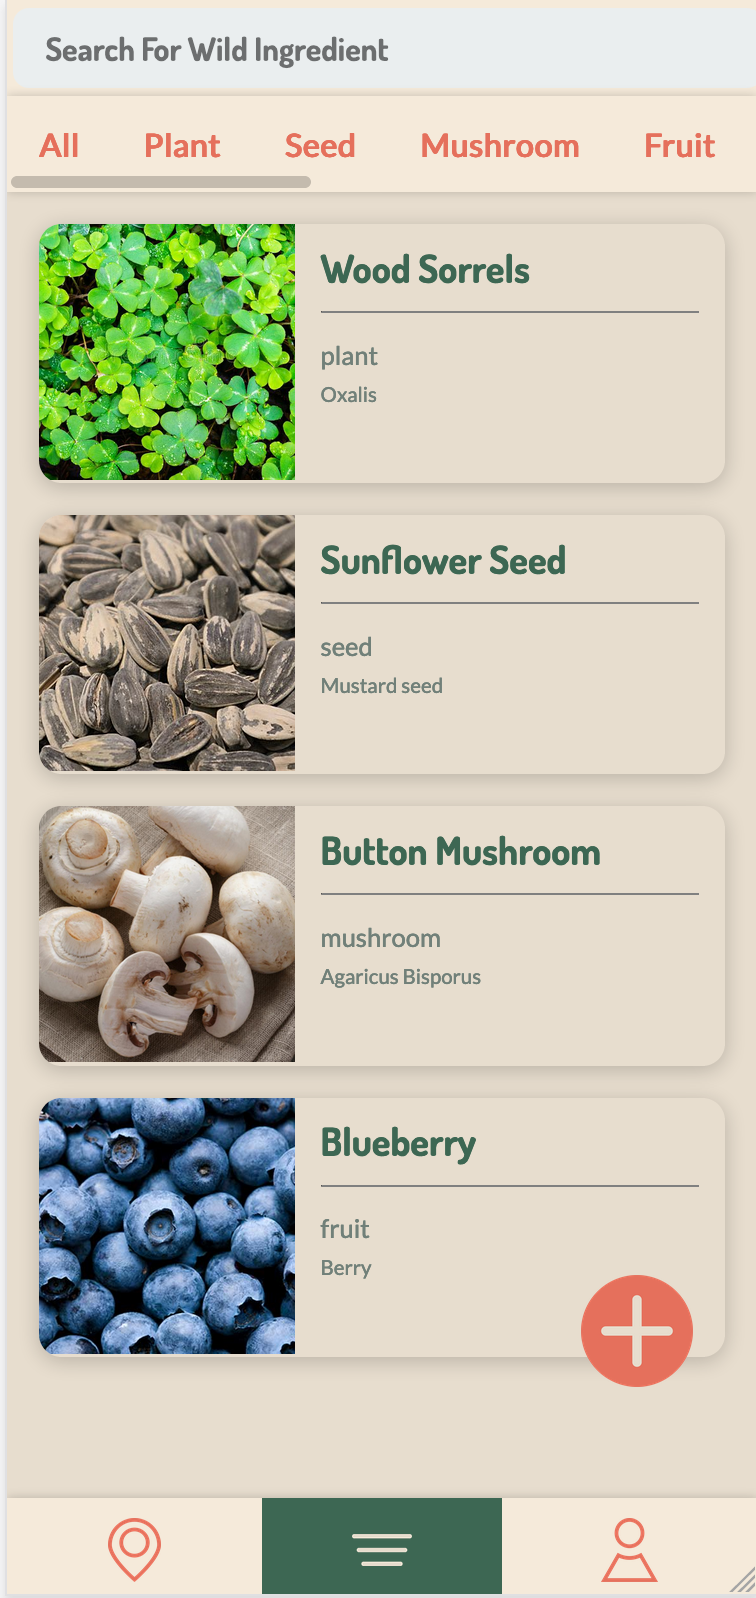 Search For Wild Ingredient
All Plant Seed Mushroom Fruit
Wood Sorrels
plant
Oxalis
Sunflower Seed
seed
Mustard seed
Button Mushroom
mushroom
Agaricus Bisporus
Blueberry
fruit
Berry